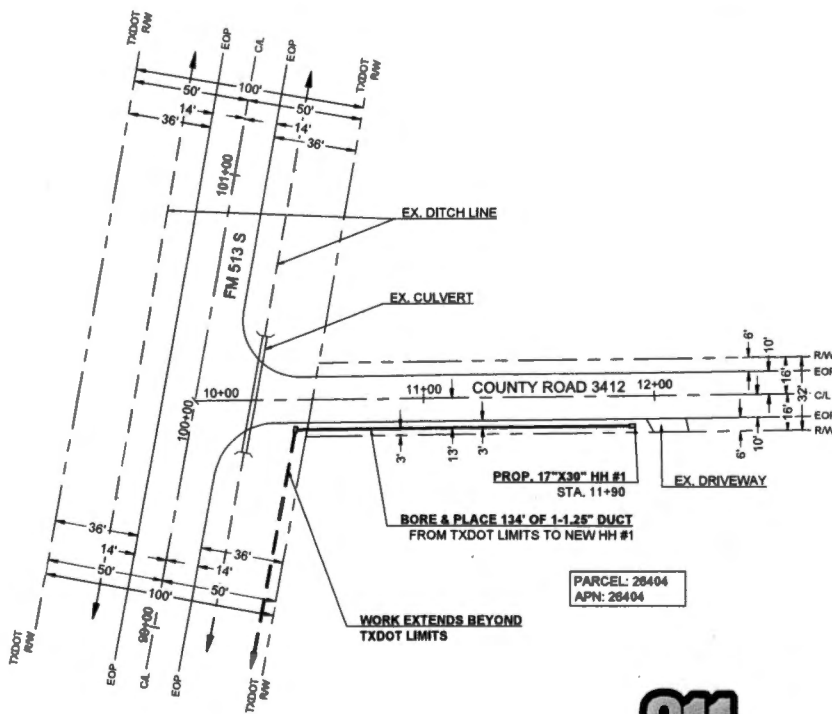 TXDOT
R/W
EOP
C/L
EOP
TXDOT
R/W
100'
50'
50'
14'
14'
36'
36'
101+00
EX. DITCH LINE
FM 513 S
EX. CULVERT
6'
10'
R/W
16'
EOP
32'
10+00
11+00
COUNTY ROAD 3412
12+00
C/L
100+00
16'
EOP
R/W
3'
13'
3'
6'
10'
PROP. 17"X30" HH #1
STA. 11+90
EX. DRIVEWAY
BORE & PLACE 134' OF 1-1.25" DUCT
FROM TXDOT LIMITS TO NEW HH #1
36'
14'
36'
14'
50'
50'
100'
PARCEL: 26404
APN: 26404
WORK EXTENDS BEYOND
TXDOT LIMITS
99+00
TXDOT
R/W
EOP
C/L
EOP
TXDOT
R/W